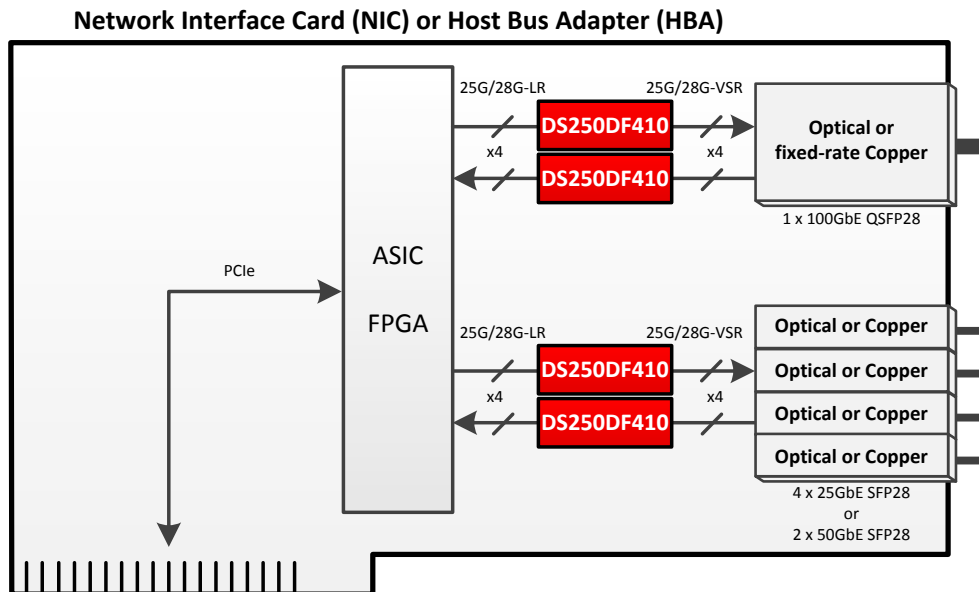 Network Interface Card (NIC) or Host Bus Adapter (HBA)
25G/28G-LR
25G/28G-VSR
DS250DF410
x4
x4
DS250DF410
Optical or
fixed-rate Copper
1 x 100GbE QSFP28
PCIe
ASIC
FPGA
25G/28G-LR
25G/28G-VSR
DS250DF410
x4
x4
DS250DF410
Optical or Copper
Optical or Copper
Optical or Copper
Optical or Copper
4 x 25GbE SFP28
or
2 x 50GbE SFP28